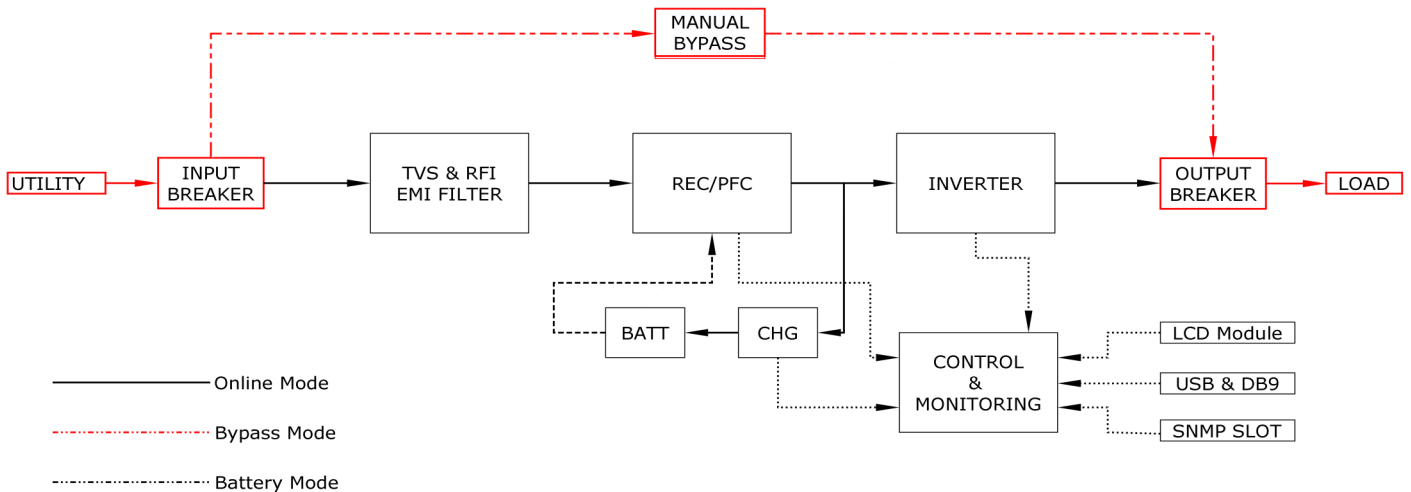 MANUAL
BYPASS
UTILITY
INPUT
BREAKER
TVS & RFI
EMI FILTER
REC/PFC
INVERTER
OUTPUT
BREAKER
LOAD
BATT
CHG
CONTROL
&
MONITORING
LCD Module
USB & DB9
SNMP SLOT
Online Mode
Bypass Mode
Battery Mode